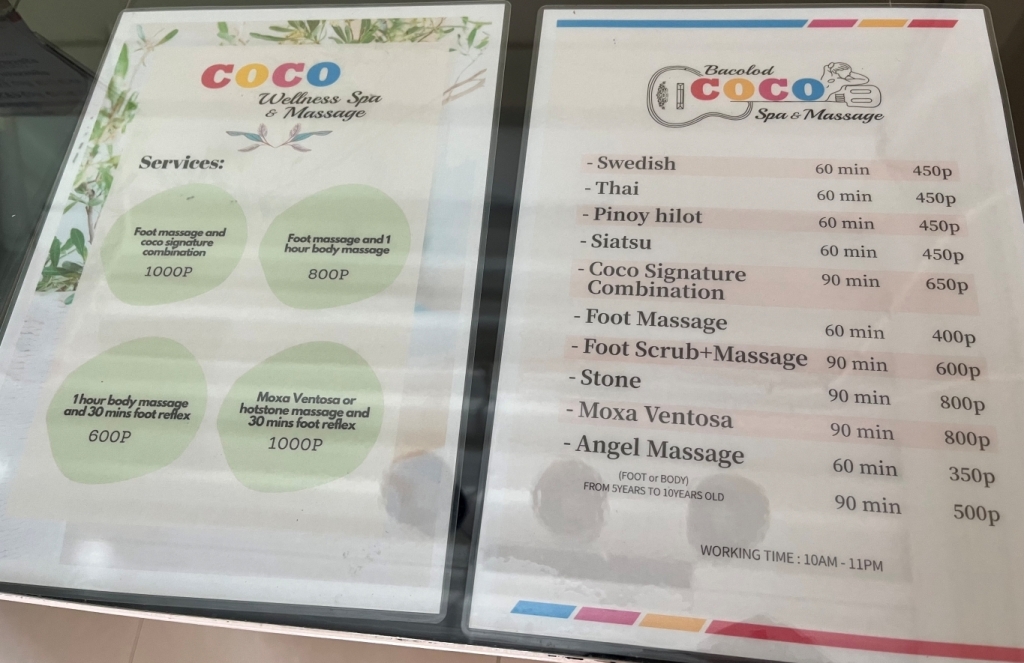 COCO
Wellness Spa
& Massage
Services:
Foot massage and
coco signature
combination
1000P
Foot massage and 1
hour body massage
800P
1 hour body massage
and 30 mins foot reflex
600P
Moxa Ventosa or
hotstone massage and
30 mins foot reflex
1000P
Bacolod
COCO
Spa & Massage
- Swedish 60 min 450p
- Thai 60 min 450p
- Pinoy hilot 60 min 450p
- Siatsu 60 min 450p
- Coco Signature
Combination 90 min 650p
- Foot Massage 60 min 400p
- Foot Scrub+Massage 90 min 600p
- Stone 90 min 800p
- Moxa Ventosa 90 min 800p
- Angel Massage 60 min 350p
(FOOT or BODY)
FROM 5YEARS TO 10YEARS OLD
90 min 500p
WORKING TIME : 10AM - 11PM